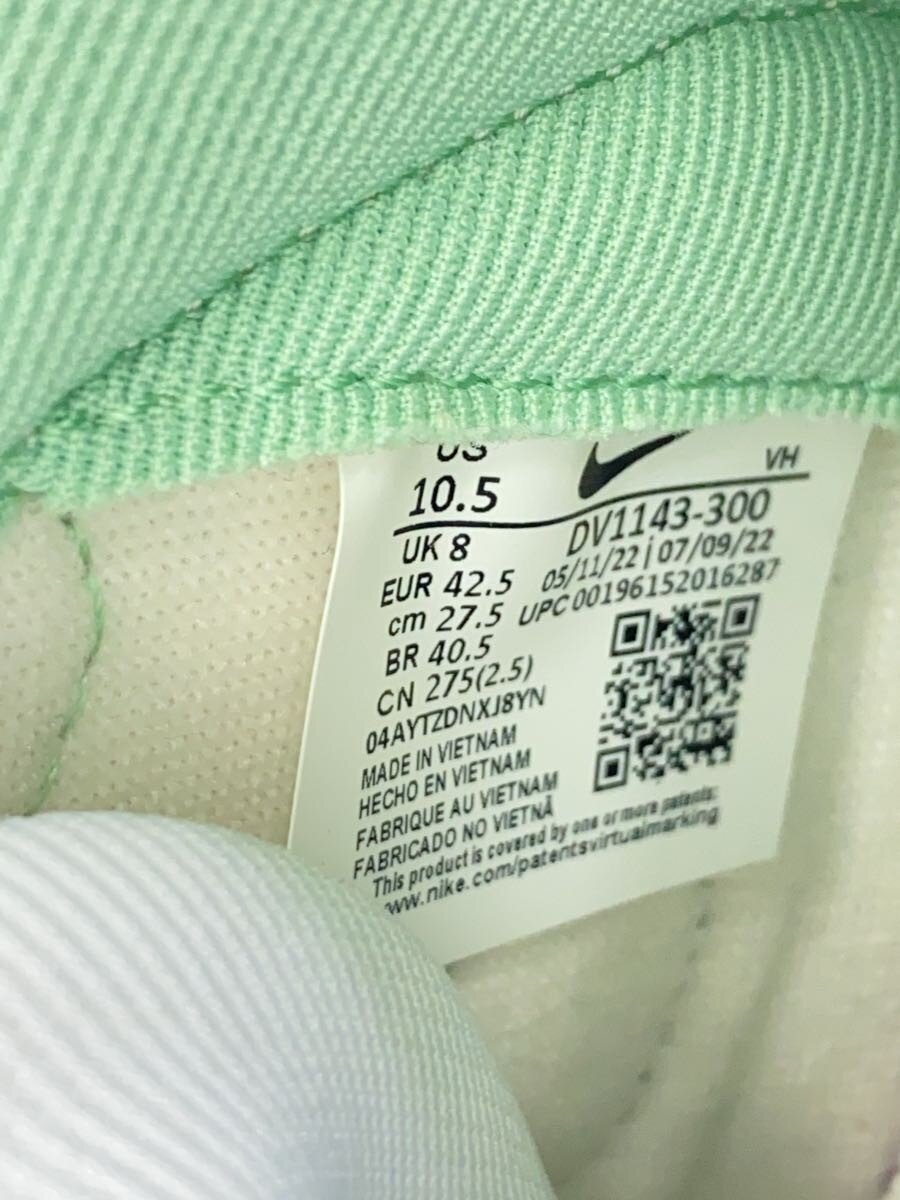 US
10.5
UK 8
EUR 42.5
cm 27.5
BR 40.5
CN 275(2.5)
04AYTZDNXJ8YN
VH
DV1143-300
05/11/22 | 07/09/22
UPC 00196152016287
MADE IN VIETNAM
HECHO EN VIETNAM
FABRIQUE AU VIETNAM
FABRICADO NO VIETNÃ
This product is covered by one or more patents:
www.nike.com/patentsvirtualmarking